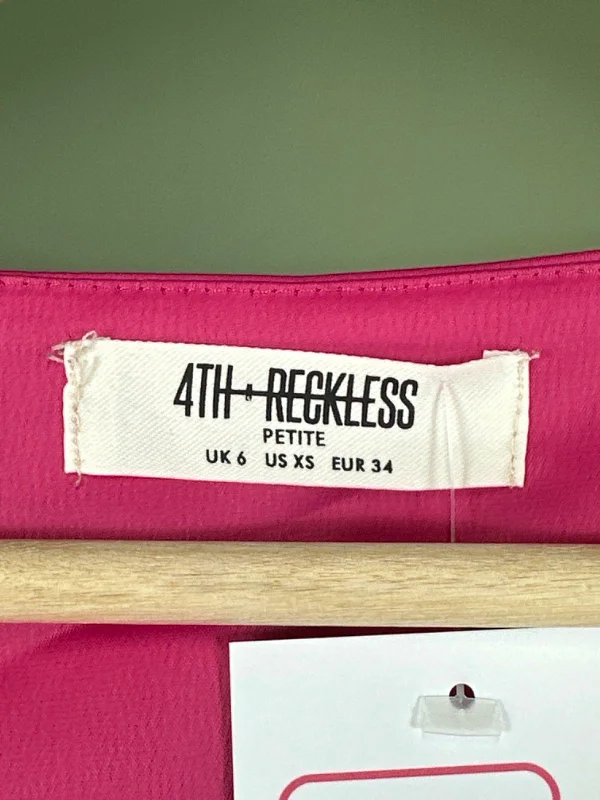 4TH & RECKLESS
PETITE
UK 6 US XS EUR 34